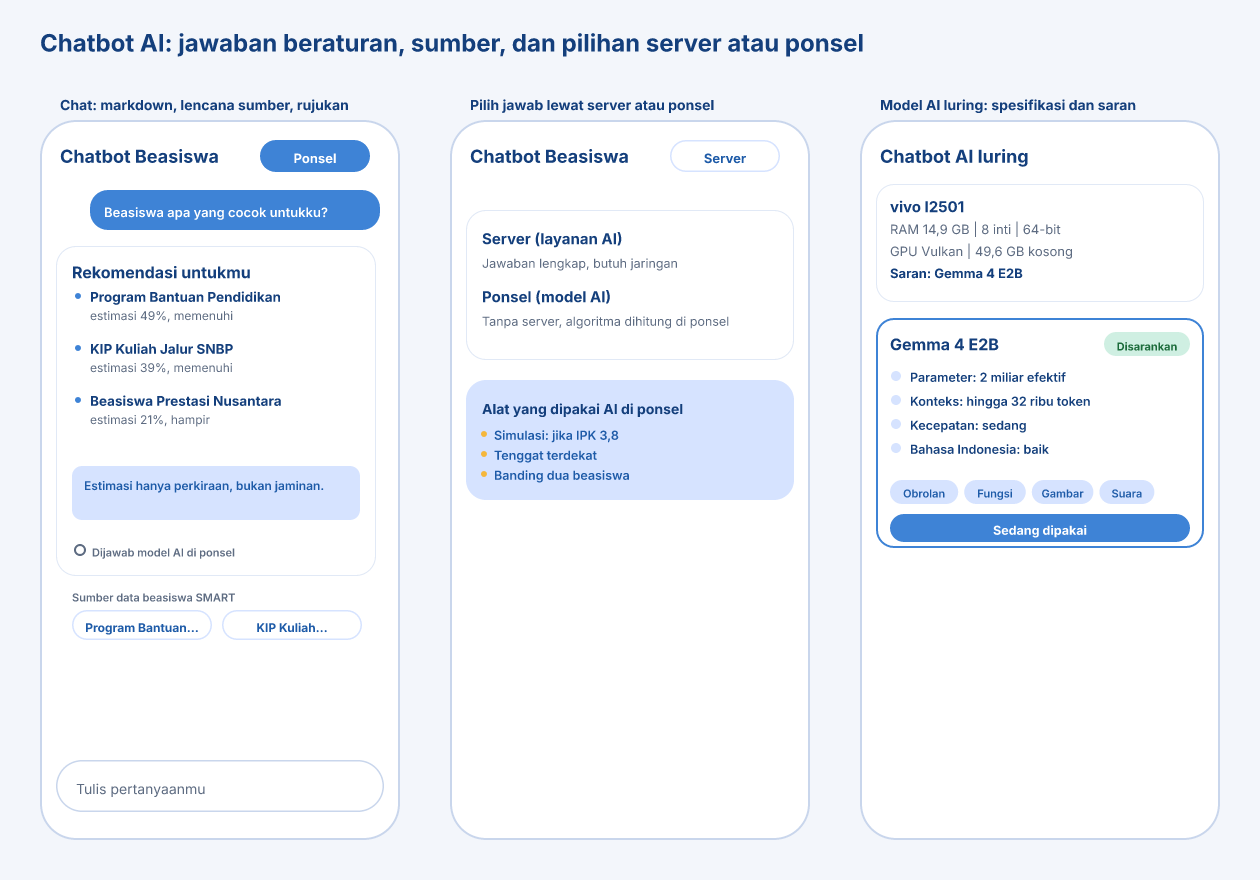 Chatbot AI: jawaban beraturan, sumber, dan pilihan server atau ponsel
Chat: markdown, lencana sumber, rujukan
Chatbot Beasiswa
Ponsel
Beasiswa apa yang cocok untukku?
Rekomendasi untukmu
Program Bantuan Pendidikan
estimasi 49%, memenuhi
KIP Kuliah Jalur SNBP
estimasi 39%, memenuhi
Beasiswa Prestasi Nusantara
estimasi 21%, hampir
Estimasi hanya perkiraan, bukan jaminan.
Dijawab model AI di ponsel
Sumber data beasiswa SMART
Program Bantuan...
KIP Kuliah...
Tulis pertanyaanmu
Pilih jawab lewat server atau ponsel
Chatbot Beasiswa
Server
Server (layanan AI)
Jawaban lengkap, butuh jaringan
Ponsel (model AI)
Tanpa server, algoritma dihitung di ponsel
Alat yang dipakai AI di ponsel
Simulasi: jika IPK 3,8
Tenggat terdekat
Banding dua beasiswa
Model AI luring: spesifikasi dan saran
Chatbot AI luring
vivo I2501
RAM 14,9 GB | 8 inti | 64-bit
GPU Vulkan | 49,6 GB kosong
Saran: Gemma 4 E2B
Gemma 4 E2B
Disarankan
Parameter: 2 miliar efektif
Konteks: hingga 32 ribu token
Kecepatan: sedang
Bahasa Indonesia: baik
Obrolan
Fungsi
Gambar
Suara
Sedang dipakai